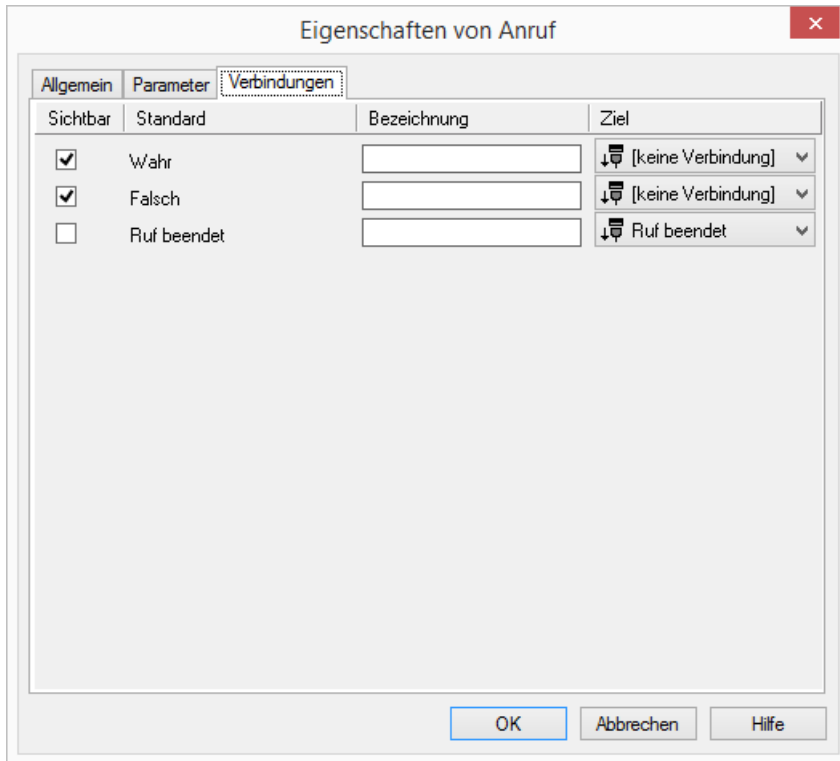 Eigenschaften von Anruf
Allgemein Parameter Verbindungen
Sichtbar Standard Bezeichnung Ziel
Wahr [keine Verbindung]
Falsch [keine Verbindung]
Ruf beendet Ruf beendet
OK Abbrechen Hilfe